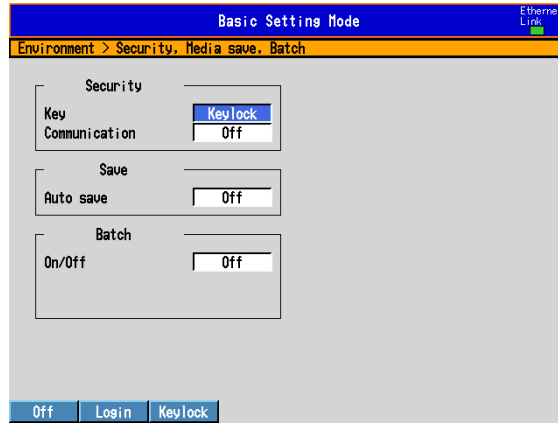 Basic Setting Mode
Etherne
Link
Environment > Security, Media save, Batch
Security
Key Keylock
Communication Off
Save
Auto save Off
Batch
On/Off Off
Off Login Keylock